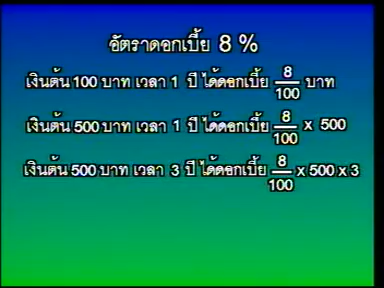 อัตราดอกเบี้ย 8 %
เงินต้น 100 บาท เวลา 1 ปี ได้ดอกเบี้ย 8/100 บาท
เงินต้น 500 บาท เวลา 1 ปี ได้ดอกเบี้ย 8/100 x 500
เงินต้น 500 บาท เวลา 3 ปี ได้ดอกเบี้ย 8/100 x 500 x 3